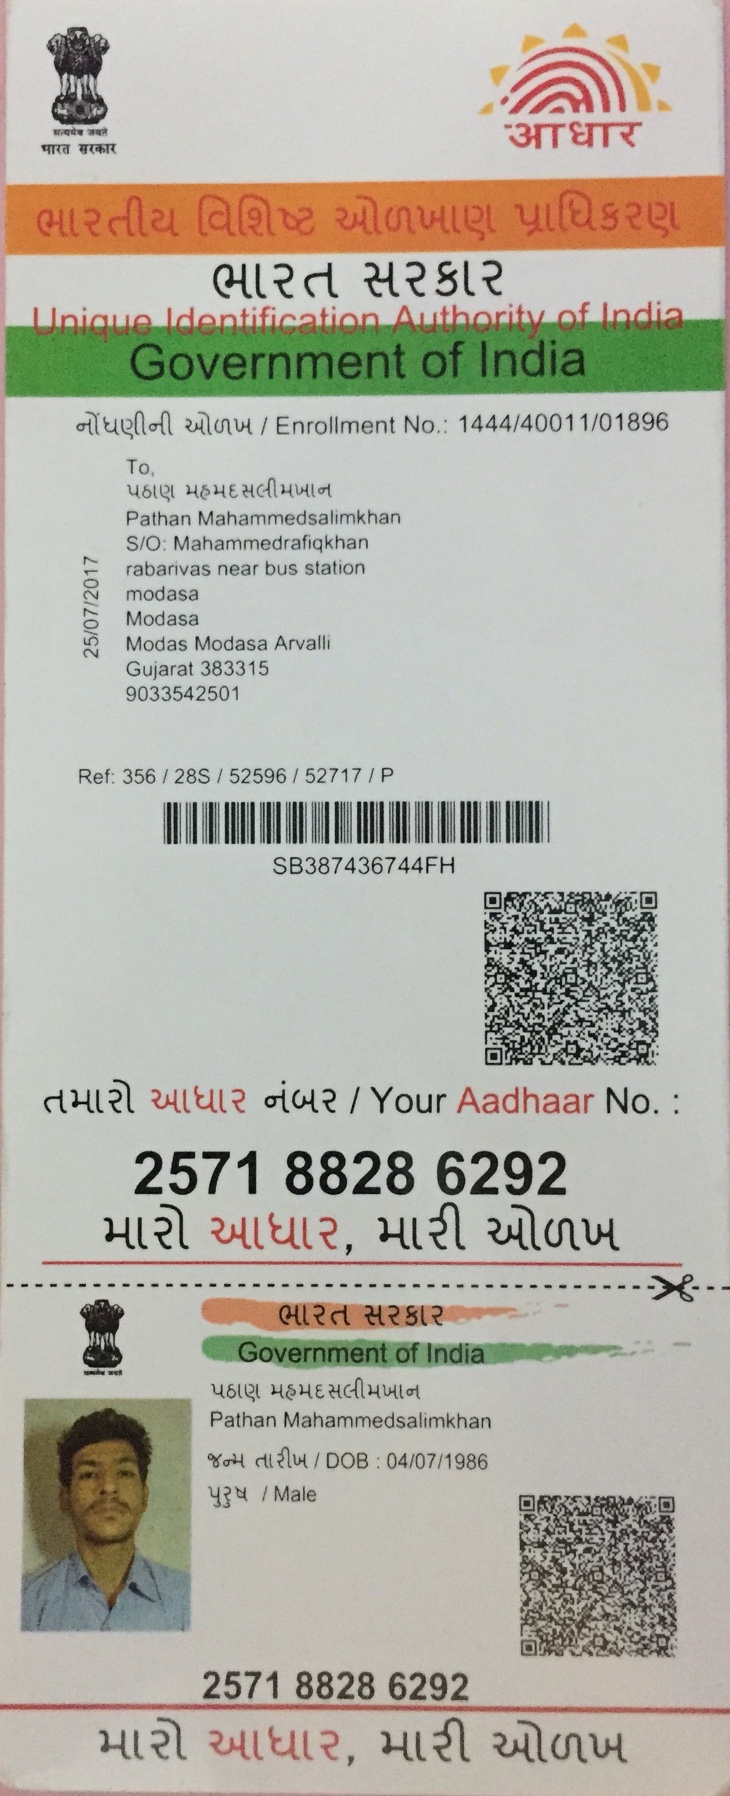 सत्यमेव जयते
भारत सरकार
आधार
ભારતીય વિશિષ્ટ ઓળખાણ પ્રાધિકરણ
ભારત સરકાર
Unique Identification Authority of India
Government of India
નોંધણીની ઓળખ / Enrollment No.: 1444/40011/01896
25/07/2017
To,
પઠાણ મહમદસલીમખાન
Pathan Mahammedsalimkhan
S/O: Mahammedrafiqkhan
rabarivas near bus station
modasa
Modasa
Modas Modasa Arvalli
Gujarat 383315
9033542501
Ref: 356 / 28S / 52596 / 52717 / P
SB387436744FH
તમારો આધાર નંબર / Your Aadhaar No. :
2571 8828 6292
મારો આધાર, મારી ઓળખ
ભારત સરકાર
Government of India
પઠાણ મહમદસલીમખાન
Pathan Mahammedsalimkhan
જન્મ તારીખ / DOB : 04/07/1986
પુરુષ / Male
2571 8828 6292
મારો આધાર, મારી ઓળખ